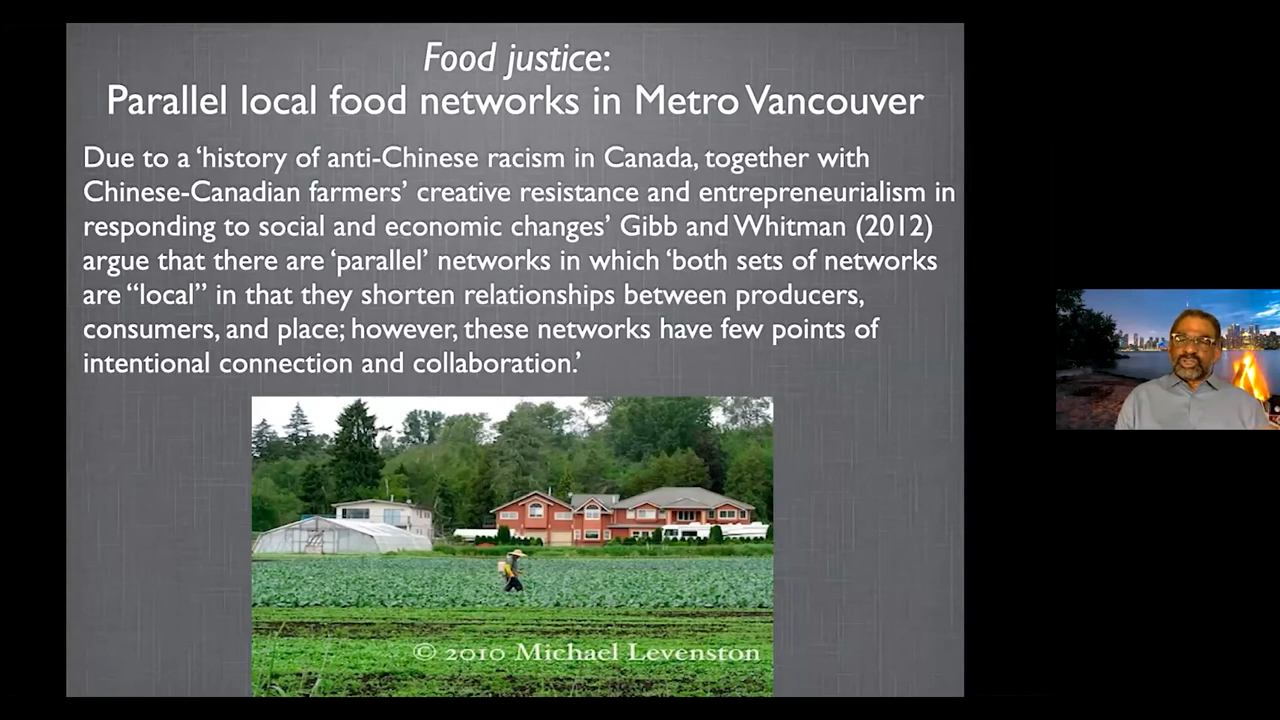 Food justice:
Parallel local food networks in Metro Vancouver
Due to a ‘history of anti-Chinese racism in Canada, together with
Chinese-Canadian farmers’ creative resistance and entrepreneurialism in
responding to social and economic changes’ Gibb and Whitman (2012)
argue that there are ‘parallel’ networks in which ‘both sets of networks
are “local” in that they shorten relationships between producers,
consumers, and place; however, these networks have few points of
intentional connection and collaboration.’
© 2010 Michael Levenston